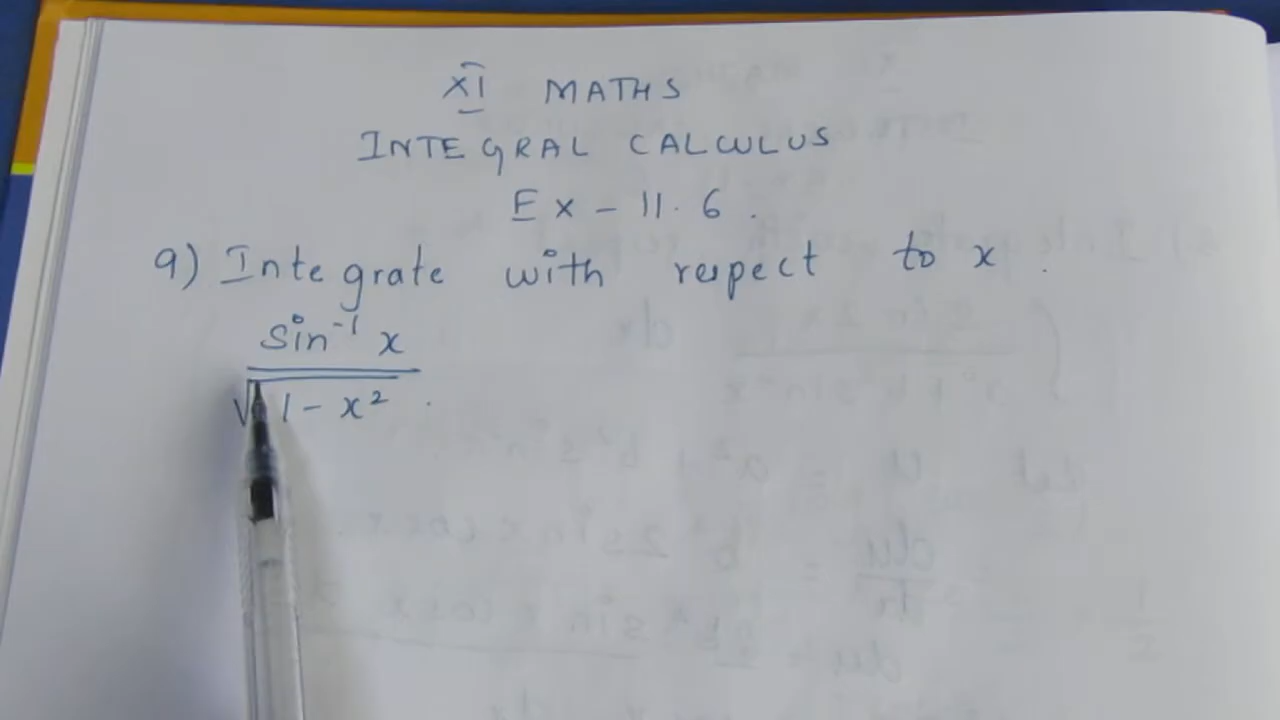 XI MATHS
INTEGRAL CALCULUS
Ex - 11.6.
9) Integrate with respect to x.
sin⁻¹ x
√1 - x² .